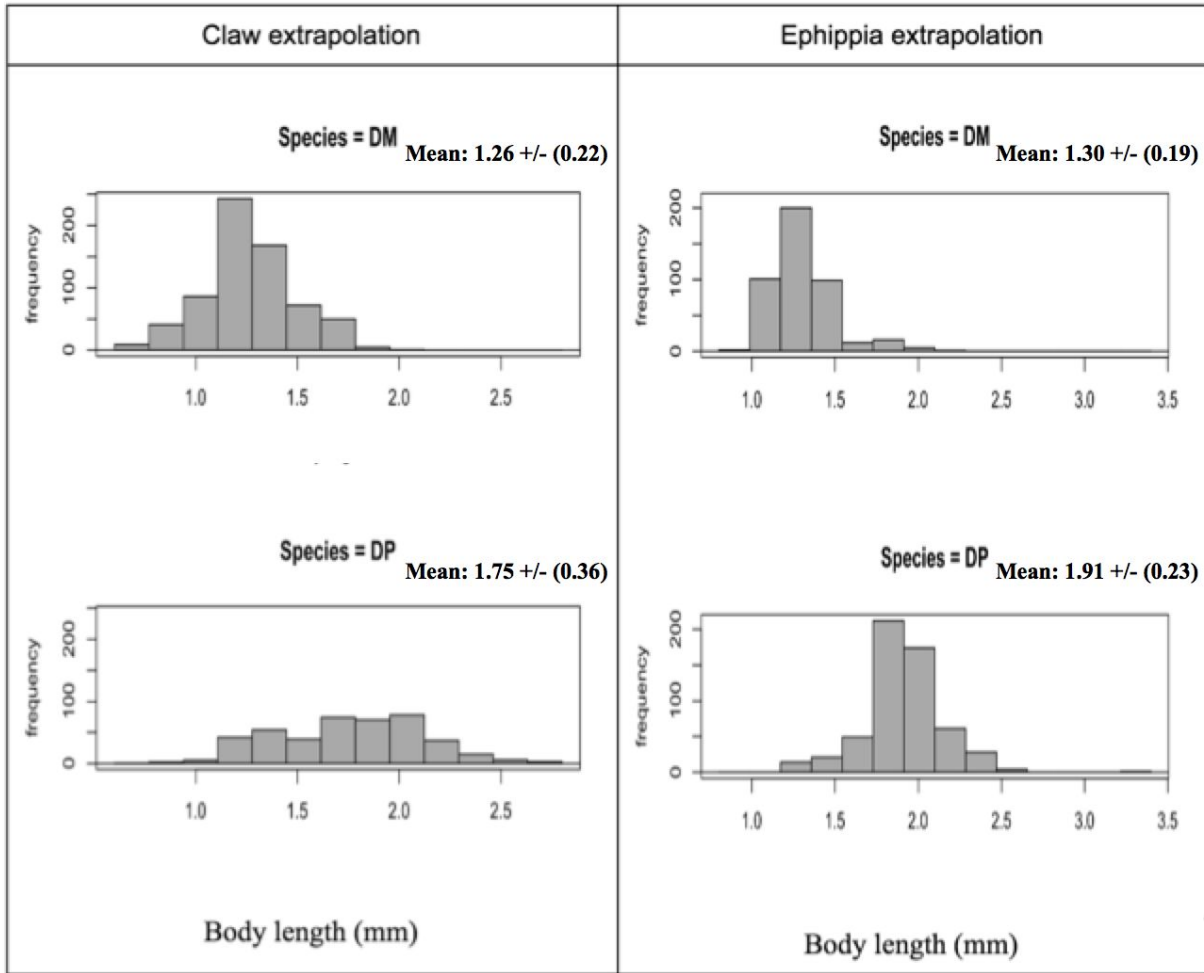 Claw extrapolation
Ephippia extrapolation
Species = DM
Mean: 1.26 +/- (0.22)
frequency
200
100
0
1.0 1.5 2.0 2.5
Species = DM
Mean: 1.30 +/- (0.19)
frequency
200
100
0
1.0 1.5 2.0 2.5 3.0 3.5
Species = DP
Mean: 1.75 +/- (0.36)
frequency
200
100
0
1.0 1.5 2.0 2.5
Body length (mm)
Species = DP
Mean: 1.91 +/- (0.23)
frequency
200
100
0
1.0 1.5 2.0 2.5 3.0 3.5
Body length (mm)